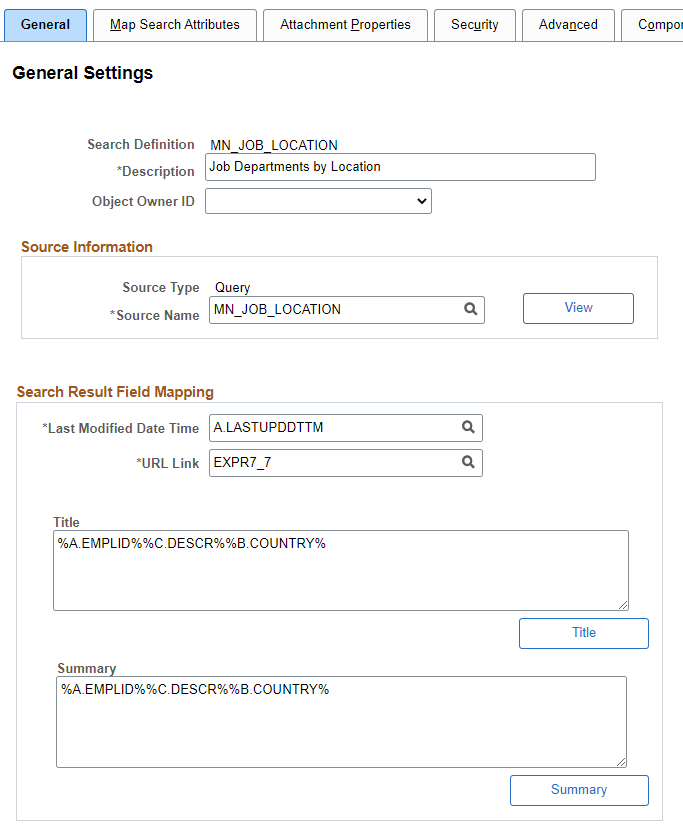 General Map Search Attributes Attachment Properties Security Advanced Compo
General Settings
Search Definition MN_JOB_LOCATION
*Description Job Departments by Location
Object Owner ID
Source Information
Source Type Query
*Source Name MN_JOB_LOCATION View
Search Result Field Mapping
*Last Modified Date Time A.LASTUPDDTTM
*URL Link EXPR7_7
Title
%A.EMPLID%%C.DESCR%%B.COUNTRY%
Title
Summary
%A.EMPLID%%C.DESCR%%B.COUNTRY%
Summary